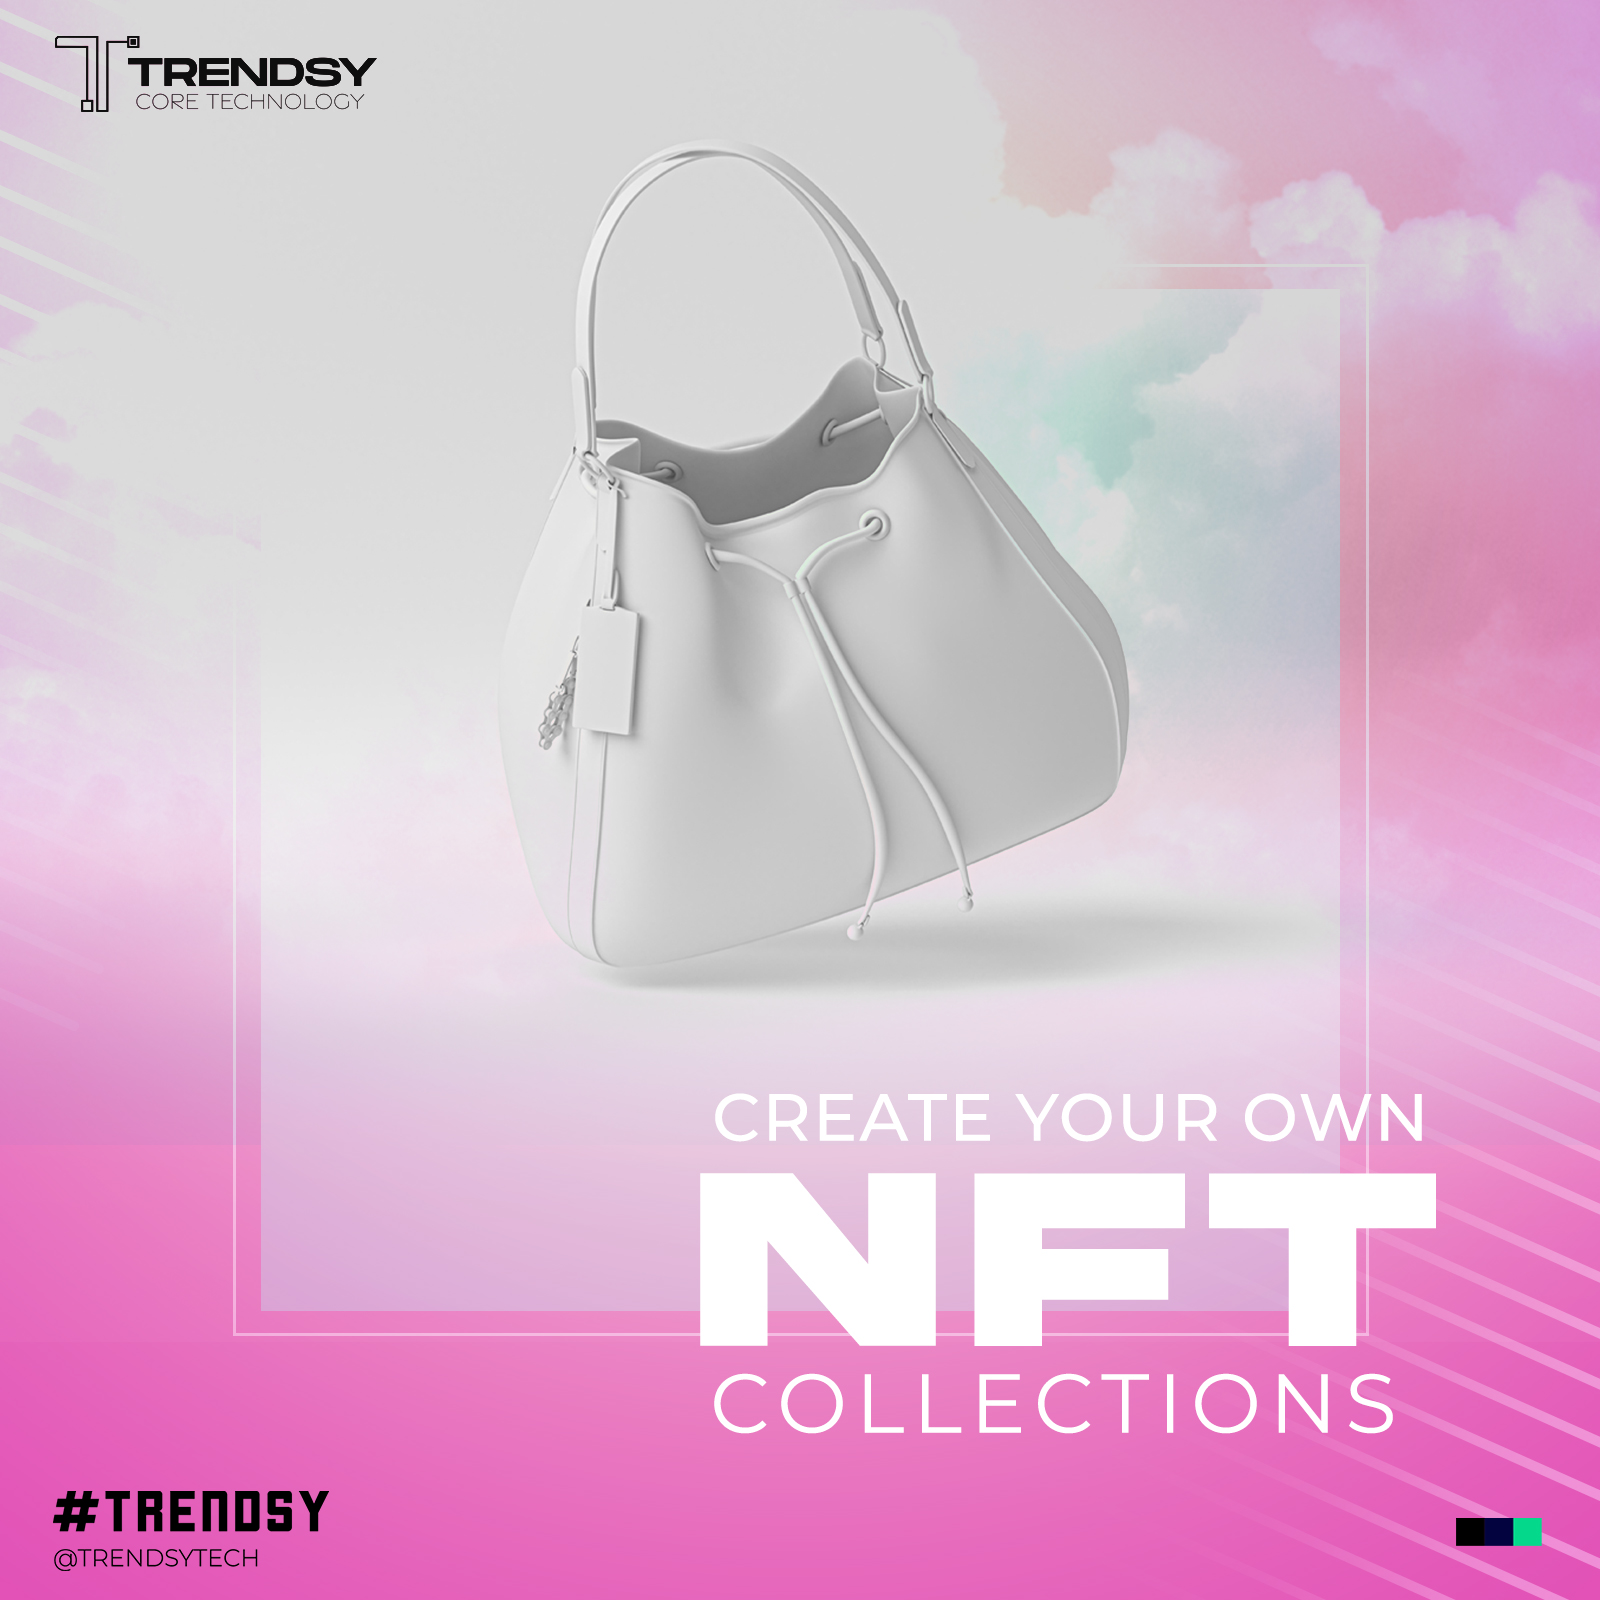 TRENDSY
CORE TECHNOLOGY
CREATE YOUR OWN
NFT
COLLECTIONS
#TRENDSY
@TRENDSYTECH